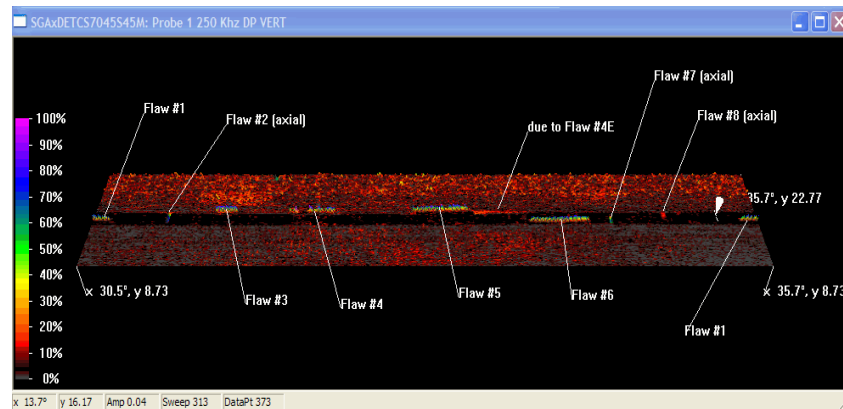 SGAxDETCS7045S45M: Probe 1 250 Khz DP VERT
Flaw #7 (axial)
Flaw #1
Flaw #2 (axial)
due to Flaw #4E
Flaw #8 (axial)
100%
90%
80%
70%
60%
50%
40%
30%
20%
10%
0%
35.7°, y 22.77
x 30.5°, y 8.73
Flaw #3
Flaw #4
Flaw #5
Flaw #6
x 35.7°, y 8.73
Flaw #1
x 13.7° y 16.17 Amp 0.04 Sweep 313 DataPt 373